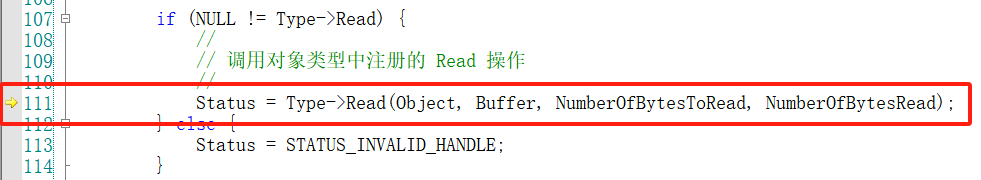 107 if (NULL != Type->Read) {
108 //
109 // 调用对象类型中注册的 Read 操作
110 //
111 Status = Type->Read(Object, Buffer, NumberOfBytesToRead, NumberOfBytesRead);
112 } else {
113 Status = STATUS_INVALID_HANDLE;
114 }